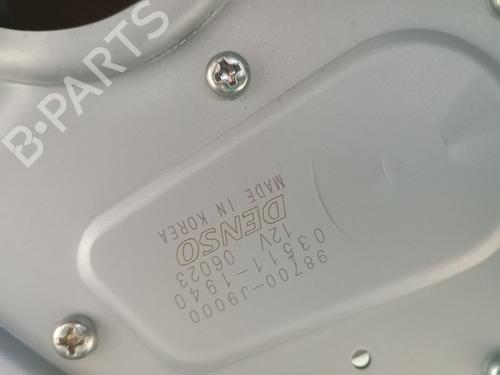 B-PARTS
98700-J9000
03511-1940
12V 06023
DENSO
MADE IN KOREA